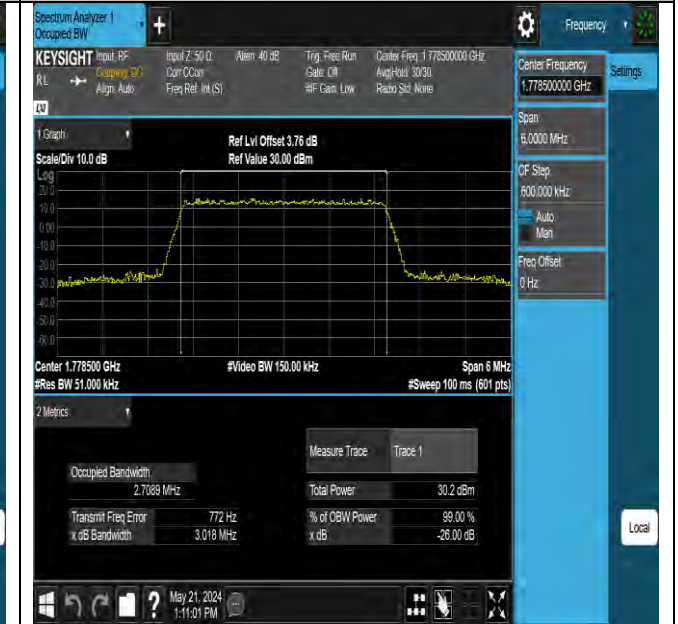 Spectrum Analyzer 1
Occupied BW
+
Frequency
KEYSIGHT Input: RF Input Z: 50 Ω Atten: 40 dB Trig: Free Run Center Freq: 1.778500000 GHz
RL Coupling: DC Corr CCorr Gate: Off Avg|Hold: 30/30
Align: Auto Freq Ref: Int (S) #IF Gain: Low Radio Std: None
LXI
Center Frequency
1.778500000 GHz
Settings
Span
6.0000 MHz
CF Step
600.000 kHz
Auto
Man
Freq Offset
0 Hz
1 Graph
Ref Lvl Offset 3.76 dB
Scale/Div 10.0 dB Ref Value 30.00 dBm
Log
20.0
10.0
0.00
-10.0
-20.0
-30.0
-40.0
-50.0
-60.0
Center 1.778500 GHz #Video BW 150.00 kHz Span 6 MHz
#Res BW 51.000 kHz #Sweep 100 ms (601 pts)
2 Metrics
Measure Trace Trace 1
Occupied Bandwidth
2.7089 MHz
Total Power 30.2 dBm
Transmit Freq Error 772 Hz % of OBW Power 99.00 %
x dB Bandwidth 3.018 MHz x dB -26.00 dB
Local
? May 21, 2024
1:11:01 PM